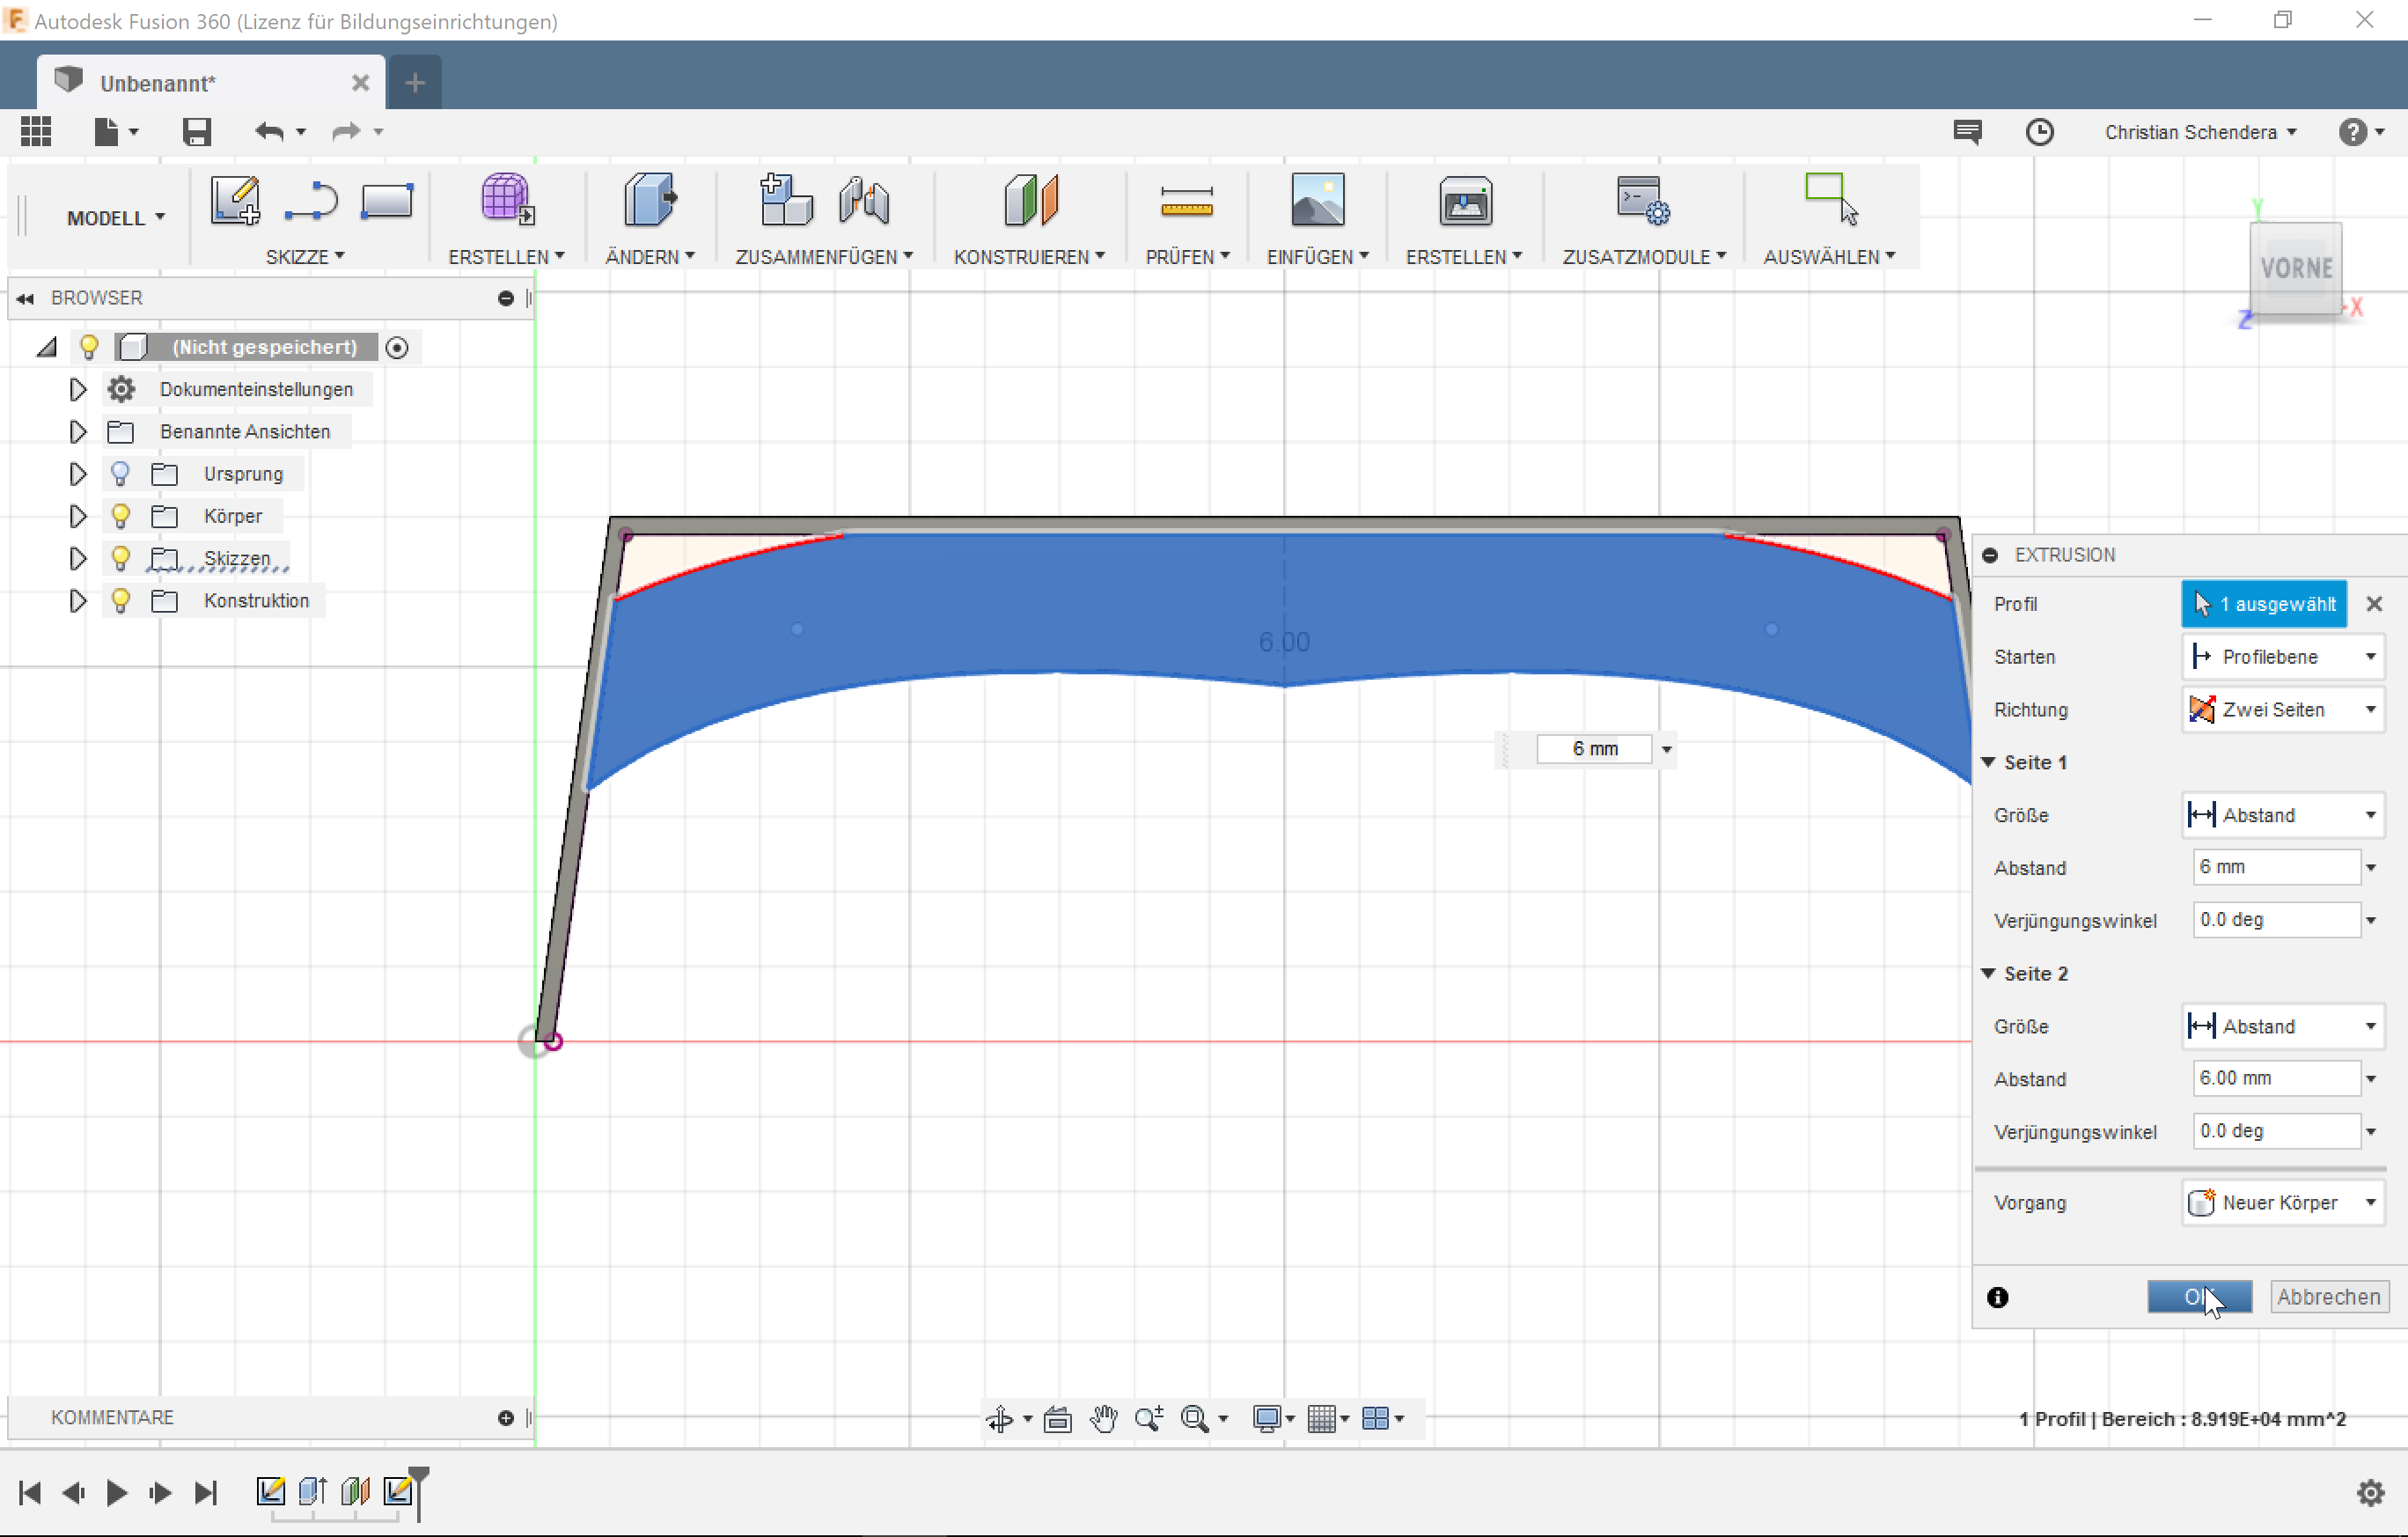 Autodesk Fusion 360 (Lizenz für Bildungseinrichtungen)
Unbenannt*
Christian Schendera
MODELL
SKIZZE
ERSTELLEN
ÄNDERN
ZUSAMMENFÜGEN
KONSTRUIEREN
PRÜFEN
EINFÜGEN
ERSTELLEN
ZUSATZMODULE
AUSWÄHLEN
Y
VORNE
X
Z
BROWSER
(Nicht gespeichert)
Dokumenteinstellungen
Benannte Ansichten
Ursprung
Körper
Skizzen
Konstruktion
6.00
6 mm
EXTRUSION
Profil 1 ausgewählt
Starten Profilebene
Richtung Zwei Seiten
Seite 1
Größe Abstand
Abstand 6 mm
Verjüngungswinkel 0.0 deg
Seite 2
Größe Abstand
Abstand 6.00 mm
Verjüngungswinkel 0.0 deg
Vorgang Neuer Körper
OK Abbrechen
KOMMENTARE
1 Profil | Bereich : 8.919E+04 mm^2